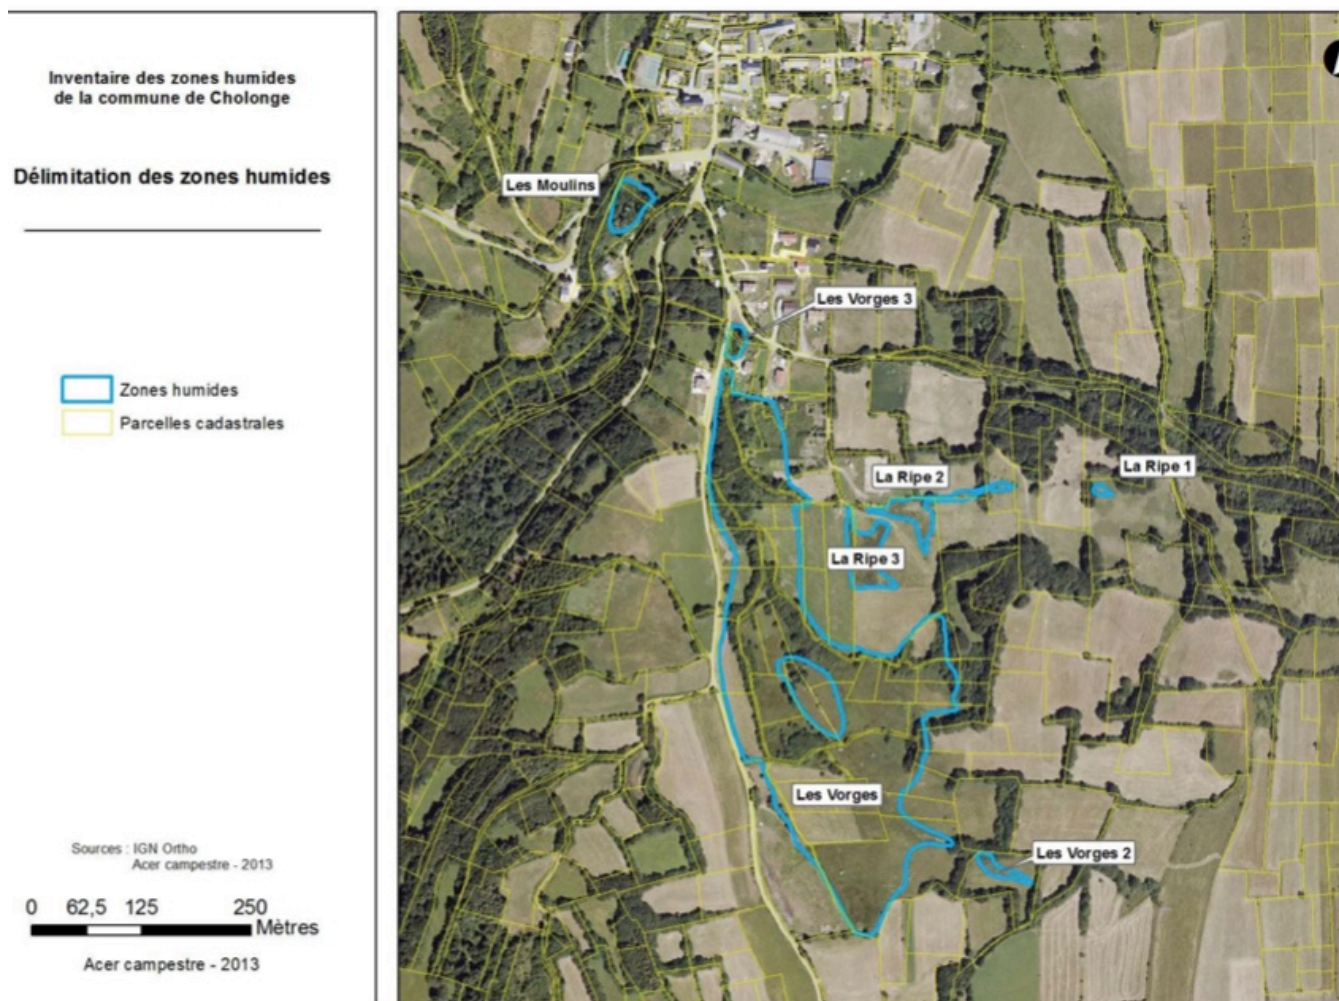 Inventaire des zones humides
de la commune de Cholonge
Délimitation des zones humides
Zones humides
Parcelles cadastrales
Sources : IGN Ortho
Acer campestre - 2013
0 62,5 125 250
Mètres
Acer campestre - 2013
Les Moulins
Les Vorges 3
La Ripe 1
La Ripe 2
La Ripe 3
Les Vorges
Les Vorges 2